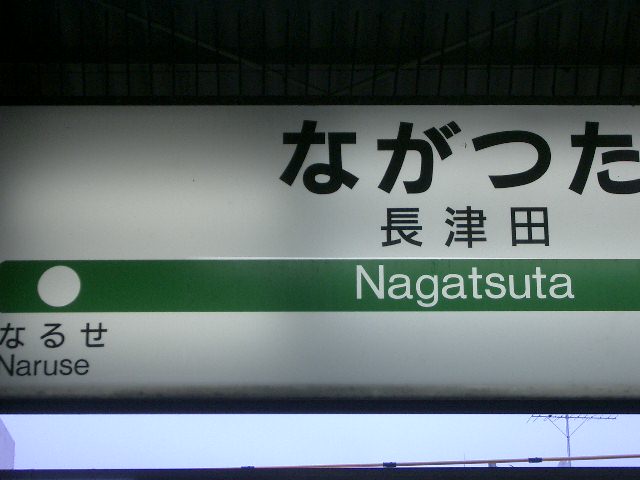 ながつた
長津田
Nagatsuta
なるせ
Naruse